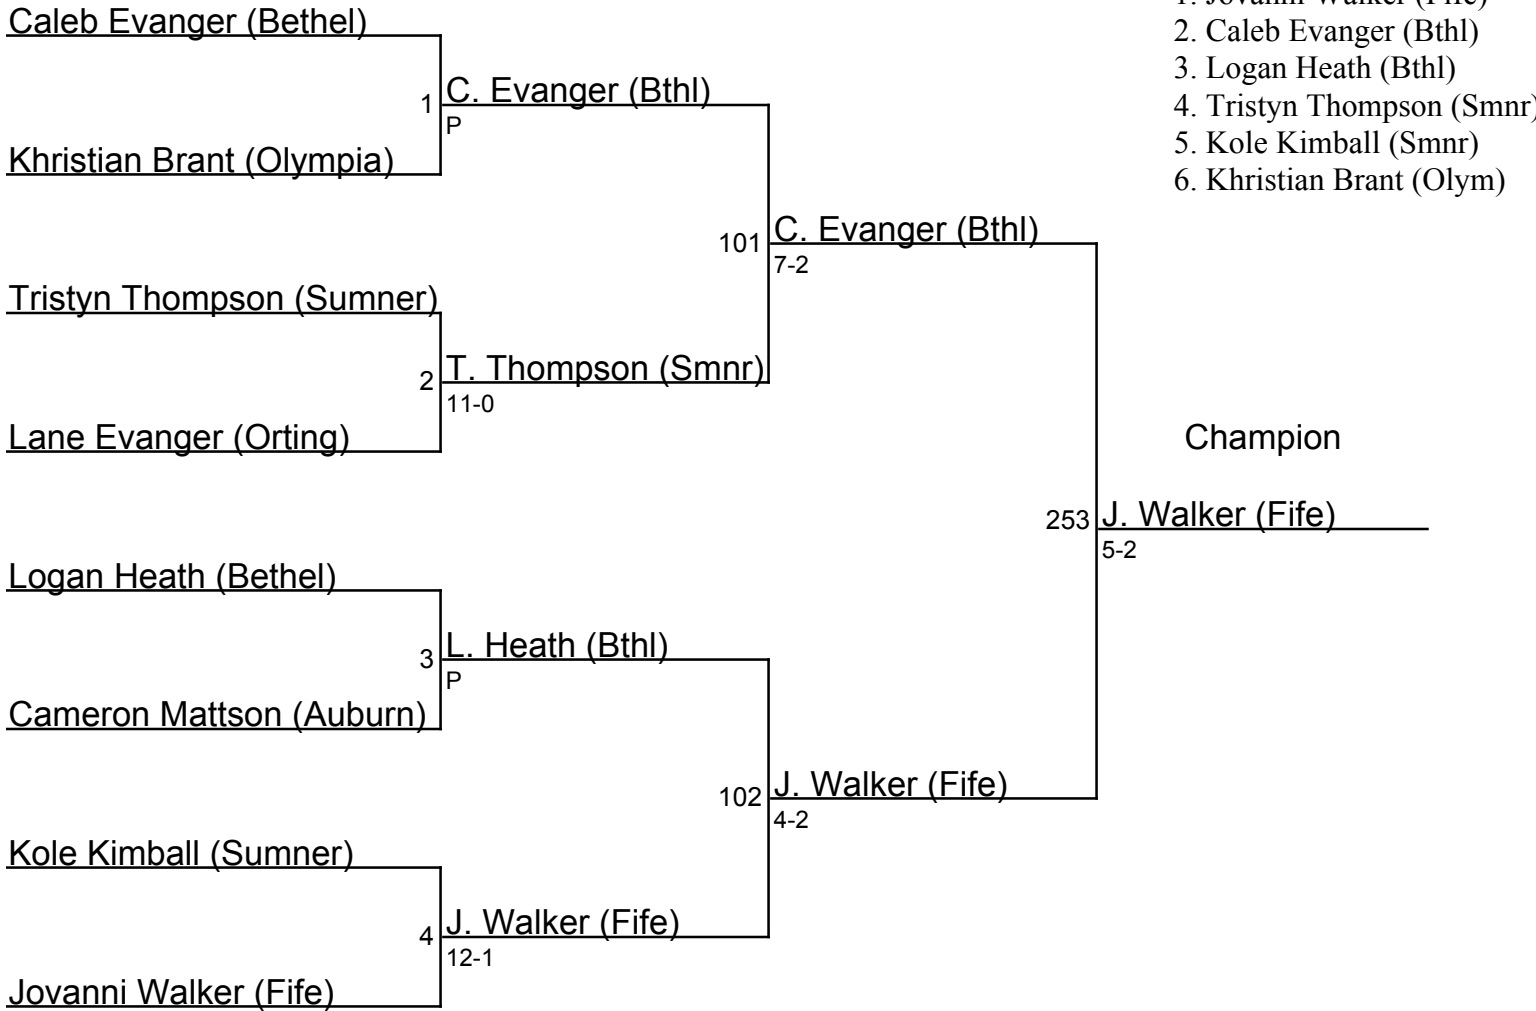 1. Jovanni Walker (Fife)
Caleb Evanger (Bethel)
2. Caleb Evanger (Bthl)
3. Logan Heath (Bthl)
1 C. Evanger (Bthl)
4. Tristyn Thompson (Smnr)
P
5. Kole Kimball (Smnr)
Khristian Brant (Olympia)
6. Khristian Brant (Olym)
101 C. Evanger (Bthl)
7-2
Tristyn Thompson (Sumner)
2 T. Thompson (Smnr)
11-0
Lane Evanger (Orting)
Champion
253 J. Walker (Fife)
5-2
Logan Heath (Bethel)
3 L. Heath (Bthl)
P
Cameron Mattson (Auburn)
102 J. Walker (Fife)
4-2
Kole Kimball (Sumner)
4 J. Walker (Fife)
12-1
Jovanni Walker (Fife)